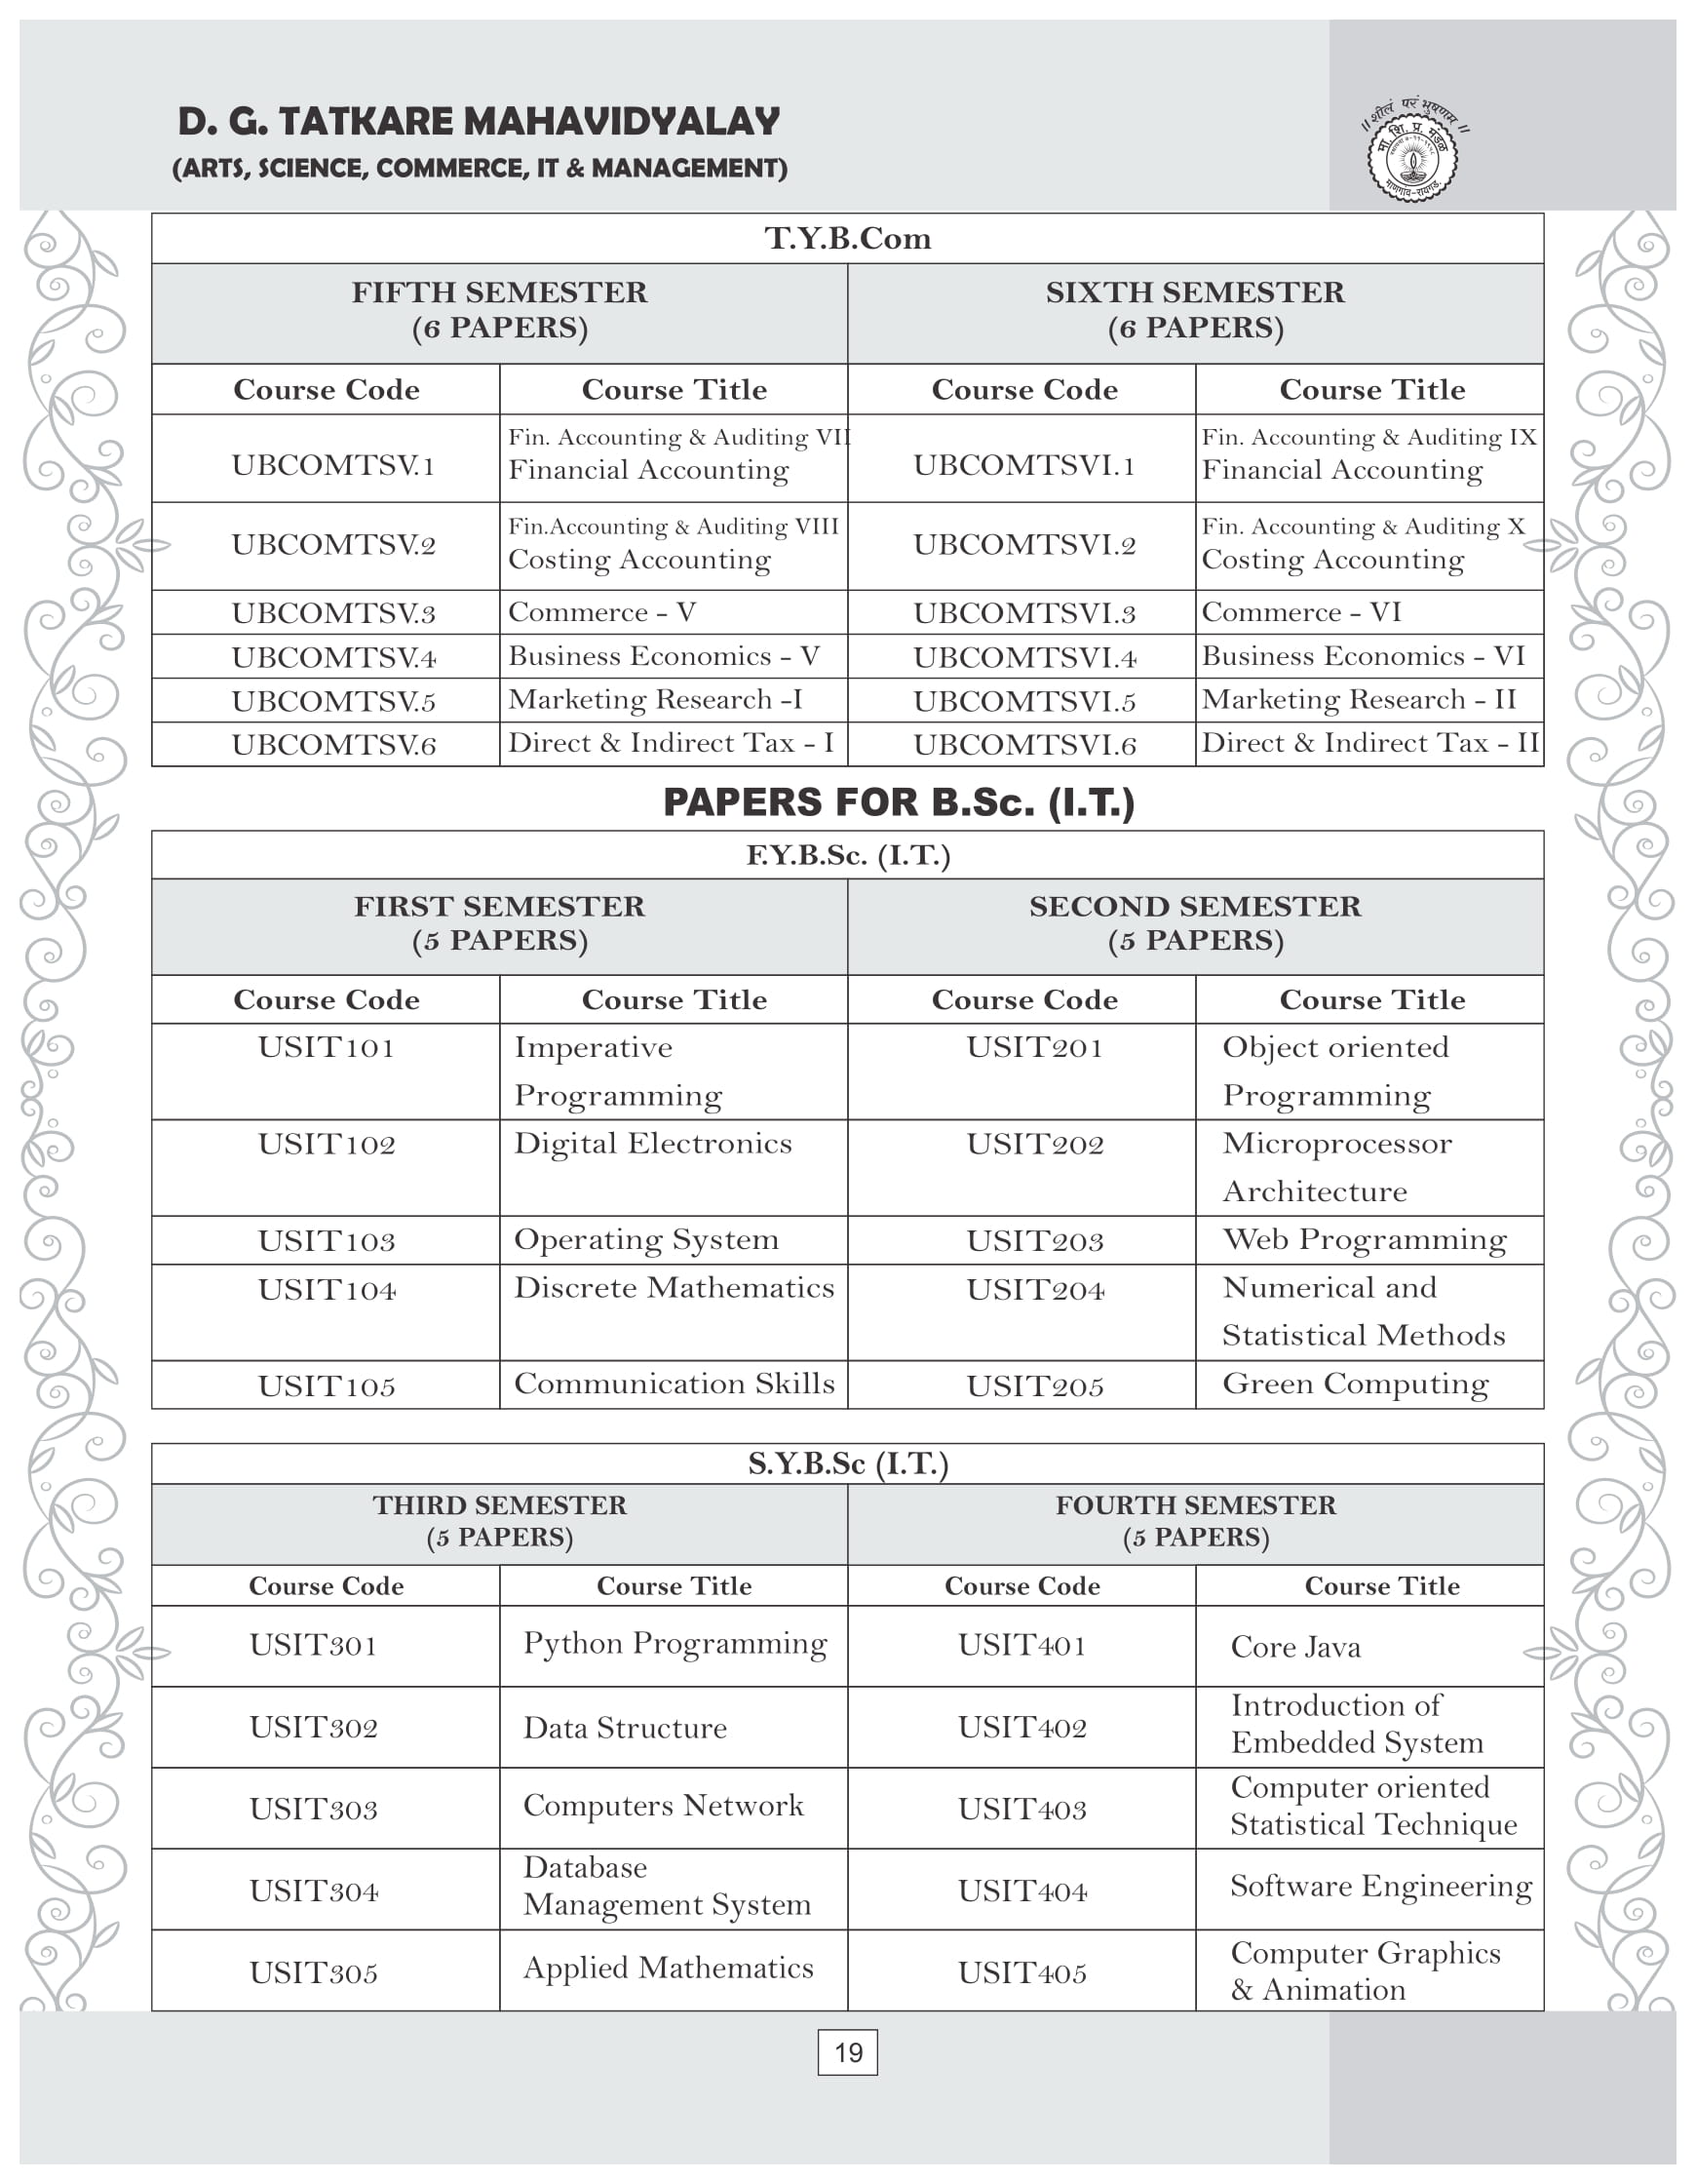 D. G. TATKARE MAHAVIDYALAY
(ARTS, SCIENCE, COMMERCE, IT & MANAGEMENT)
॥ शीलं परं भुषणम ॥
मा. शि. प्र. मंडळ
माणगाव-रायगड.
T.Y.B.Com
FIFTH SEMESTER (6 PAPERS) SIXTH SEMESTER (6 PAPERS)
Course Code Course Title Course Code Course Title
UBCOMTSV.1 Fin. Accounting & Auditing VII Financial Accounting UBCOMTSVI.1 Fin. Accounting & Auditing IX Financial Accounting
UBCOMTSV.2 Fin.Accounting & Auditing VIII Costing Accounting UBCOMTSVI.2 Fin. Accounting & Auditing X Costing Accounting
UBCOMTSV.3 Commerce - V UBCOMTSVI.3 Commerce - VI
UBCOMTSV.4 Business Economics - V UBCOMTSVI.4 Business Economics - VI
UBCOMTSV.5 Marketing Research -I UBCOMTSVI.5 Marketing Research - II
UBCOMTSV.6 Direct & Indirect Tax - I UBCOMTSVI.6 Direct & Indirect Tax - II
PAPERS FOR B.Sc. (I.T.)
F.Y.B.Sc. (I.T.)
FIRST SEMESTER (5 PAPERS) SECOND SEMESTER (5 PAPERS)
Course Code Course Title Course Code Course Title
USIT101 Imperative Programming USIT201 Object oriented Programming
USIT102 Digital Electronics USIT202 Microprocessor Architecture
USIT103 Operating System USIT203 Web Programming
USIT104 Discrete Mathematics USIT204 Numerical and Statistical Methods
USIT105 Communication Skills USIT205 Green Computing
S.Y.B.Sc (I.T.)
THIRD SEMESTER (5 PAPERS) FOURTH SEMESTER (5 PAPERS)
Course Code Course Title Course Code Course Title
USIT301 Python Programming USIT401 Core Java
USIT302 Data Structure USIT402 Introduction of Embedded System
USIT303 Computers Network USIT403 Computer oriented Statistical Technique
USIT304 Database Management System USIT404 Software Engineering
USIT305 Applied Mathematics USIT405 Computer Graphics & Animation
19